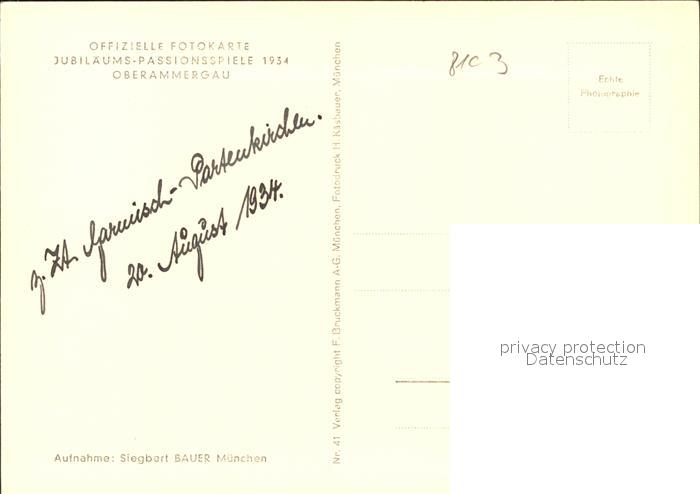 OFFIZIELLE FOTOKARTE
JUBILÄUMS-PASSIONSSPIELE 1934
OBERAMMERGAU
z. Zt. Garmisch-Partenkirchen.
20. August 1934.
Aufnahme: Siegbert BAUER München
Nr. 41 Verlag copyright F. Bruckmann A-G. München, Fotodruck H. Käsbauer, München
81C3
Echte
Photographie
privacy protection
Datenschutz